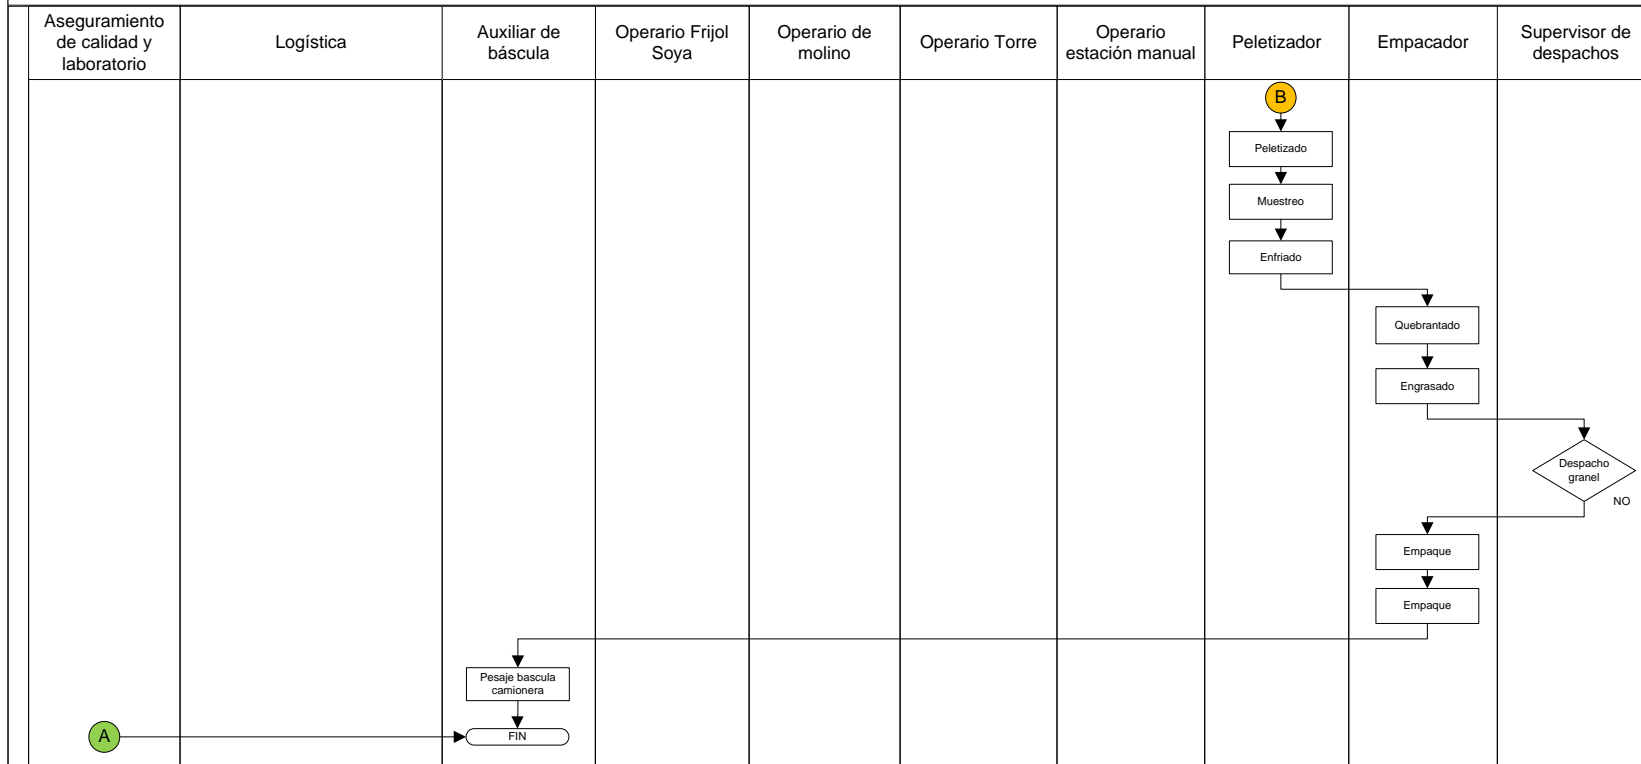 Aseguramiento
de calidad y
laboratorio
Logística
Auxiliar de
báscula
Operario Frijol
Soya
Operario de
molino
Operario Torre
Operario
estación manual
Peletizador
Empacador
Supervisor de
despachos
B
Peletizado
Muestreo
Enfriado
Quebrantado
Engrasado
Despacho
granel
NO
Empaque
Empaque
Pesaje bascula
camionera
A
FIN